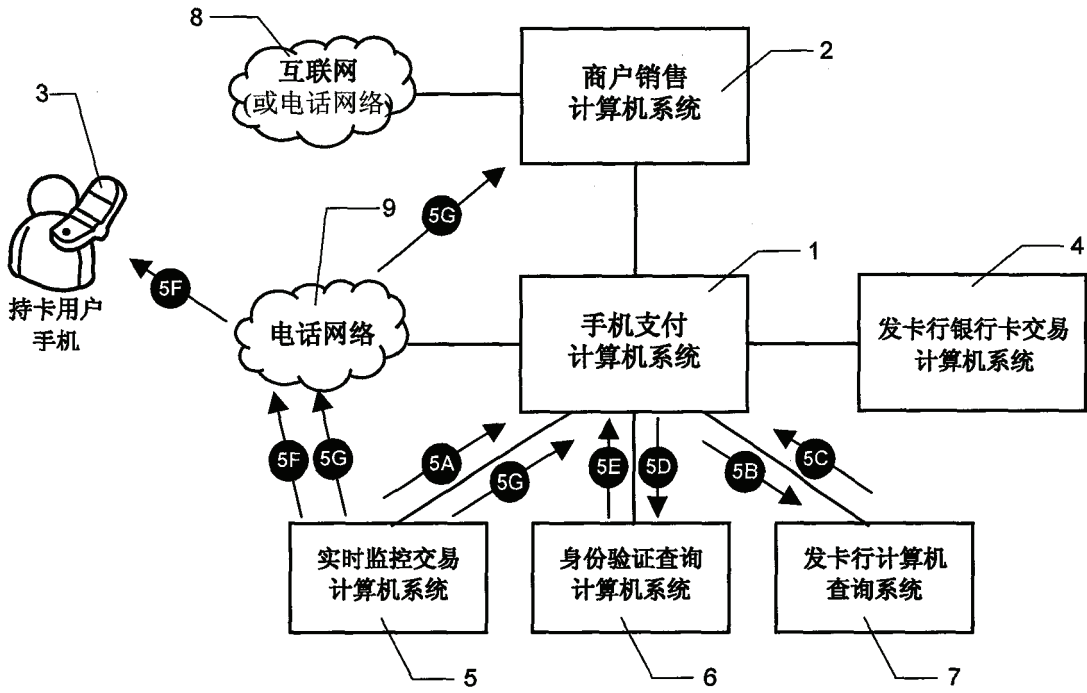 8
互联网
(或电话网络)
商户销售
计算机系统
2
3
持卡用户
手机
5F
5G
9
电话网络
手机支付
计算机系统
1
发卡行银行卡交易
计算机系统
4
5F
5G
5A
5G
5E
5D
5B
5C
实时监控交易
计算机系统
5
身份验证查询
计算机系统
6
发卡行计算机
查询系统
7